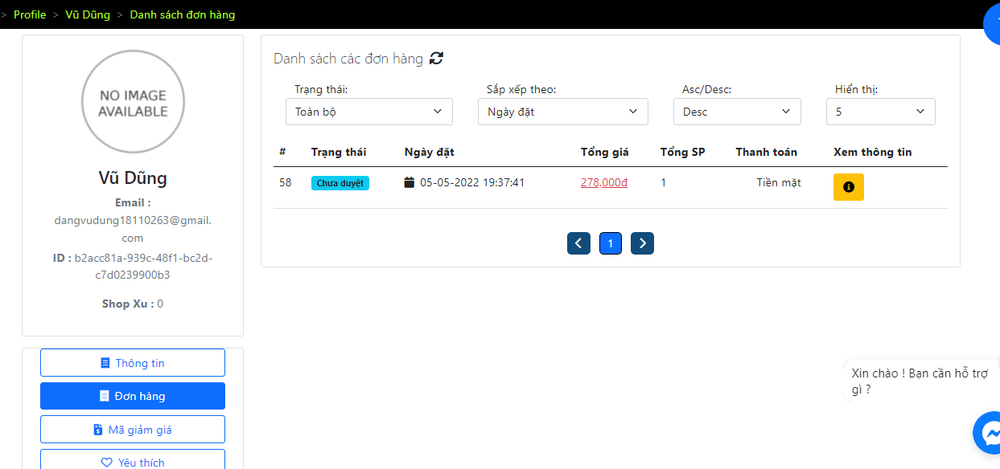 > Profile > Vũ Dũng > Danh sách đơn hàng
NO IMAGE
AVAILABLE
Vũ Dũng
Email :
dangvudung18110263@gmail.
com
ID : b2acc81a-939c-48f1-bc2d-
c7d0239900b3
Shop Xu : 0
Thông tin
Đơn hàng
Mã giảm giá
Yêu thích
Danh sách các đơn hàng
Trạng thái: Sắp xếp theo: Asc/Desc: Hiển thị:
Toàn bộ Ngày đặt Desc 5
# Trạng thái Ngày đặt Tổng giá Tổng SP Thanh toán Xem thông tin
58 Chưa duyệt 05-05-2022 19:37:41 278,000đ 1 Tiền mặt
1
Xin chào ! Bạn cần hỗ trợ
gì ?